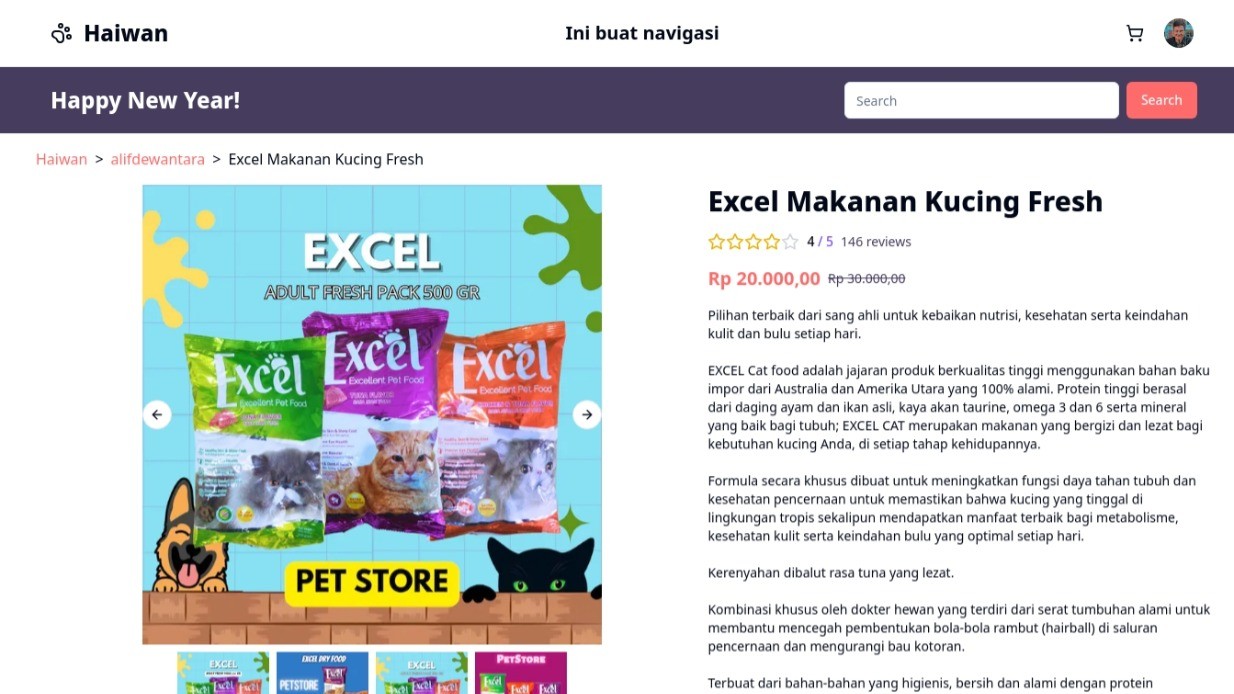 Haiwan
Ini buat navigasi
Happy New Year!
Search
Search
Haiwan > alifdewantara > Excel Makanan Kucing Fresh
EXCEL
ADULT FRESH PACK 500 GR
Excel
Excellent Pet Food
Excel
Excellent Pet Food
TUNA FLAVOR
Excel
Excellent Pet Food
PET STORE
EXCEL
EXCEL DRY FOOD
PETSTORE
EXCEL
PETSTORE
Excel Makanan Kucing Fresh
4 / 5 146 reviews
Rp 20.000,00 Rp 30.000,00
Pilihan terbaik dari sang ahli untuk kebaikan nutrisi, kesehatan serta keindahan
kulit dan bulu setiap hari.
EXCEL Cat food adalah jajaran produk berkualitas tinggi menggunakan bahan baku
impor dari Australia dan Amerika Utara yang 100% alami. Protein tinggi berasal
dari daging ayam dan ikan asli, kaya akan taurine, omega 3 dan 6 serta mineral
yang baik bagi tubuh; EXCEL CAT merupakan makanan yang bergizi dan lezat bagi
kebutuhan kucing Anda, di setiap tahap kehidupannya.
Formula secara khusus dibuat untuk meningkatkan fungsi daya tahan tubuh dan
kesehatan pencernaan untuk memastikan bahwa kucing yang tinggal di
lingkungan tropis sekalipun mendapatkan manfaat terbaik bagi metabolisme,
kesehatan kulit serta keindahan bulu yang optimal setiap hari.
Kerenyahan dibalut rasa tuna yang lezat.
Kombinasi khusus oleh dokter hewan yang terdiri dari serat tumbuhan alami untuk
membantu mencegah pembentukan bola-bola rambut (hairball) di saluran
pencernaan dan mengurangi bau kotoran.
Terbuat dari bahan-bahan yang higienis, bersih dan alami dengan protein